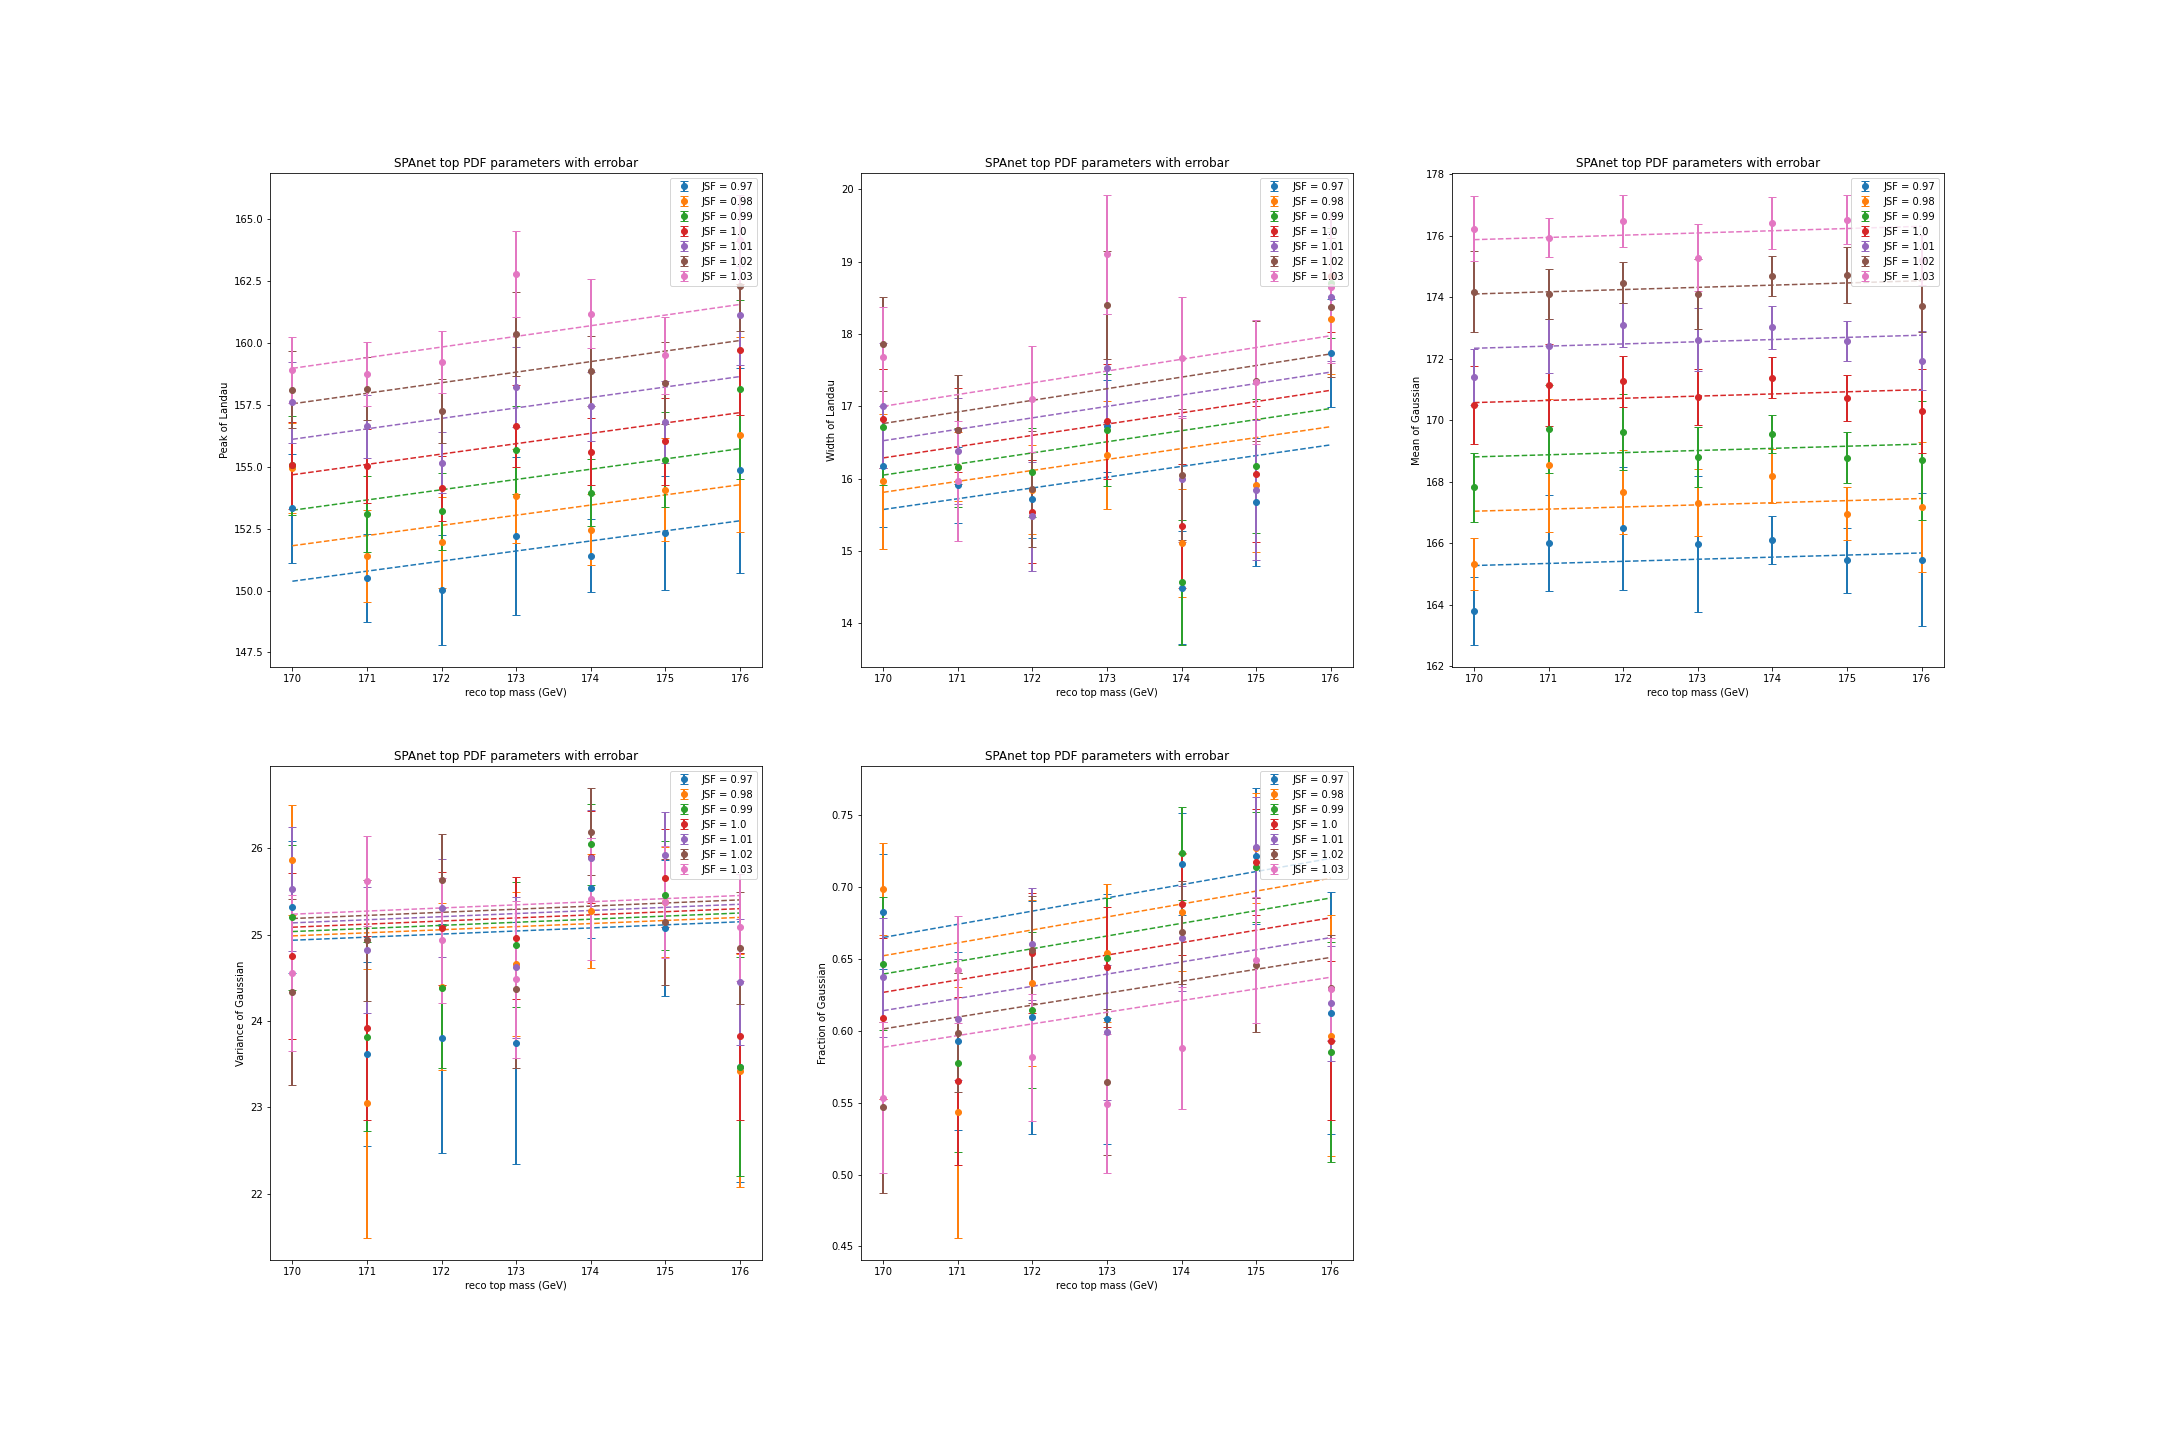 SPAnet top PDF parameters with errobar
165.0
162.5
160.0
157.5
155.0
152.5
150.0
147.5
Peak of Landau
170 171 172 173 174 175 176
reco top mass (GeV)
JSF = 0.97
JSF = 0.98
JSF = 0.99
JSF = 1.0
JSF = 1.01
JSF = 1.02
JSF = 1.03
SPAnet top PDF parameters with errobar
20
19
18
17
16
15
14
Width of Landau
170 171 172 173 174 175 176
reco top mass (GeV)
JSF = 0.97
JSF = 0.98
JSF = 0.99
JSF = 1.0
JSF = 1.01
JSF = 1.02
JSF = 1.03
SPAnet top PDF parameters with errobar
178
176
174
172
170
168
166
164
162
Mean of Gaussian
170 171 172 173 174 175 176
reco top mass (GeV)
JSF = 0.97
JSF = 0.98
JSF = 0.99
JSF = 1.0
JSF = 1.01
JSF = 1.02
JSF = 1.03
SPAnet top PDF parameters with errobar
26
25
24
23
22
Variance of Gaussian
170 171 172 173 174 175 176
reco top mass (GeV)
JSF = 0.97
JSF = 0.98
JSF = 0.99
JSF = 1.0
JSF = 1.01
JSF = 1.02
JSF = 1.03
SPAnet top PDF parameters with errobar
0.75
0.70
0.65
0.60
0.55
0.50
0.45
Fraction of Gaussian
170 171 172 173 174 175 176
reco top mass (GeV)
JSF = 0.97
JSF = 0.98
JSF = 0.99
JSF = 1.0
JSF = 1.01
JSF = 1.02
JSF = 1.03